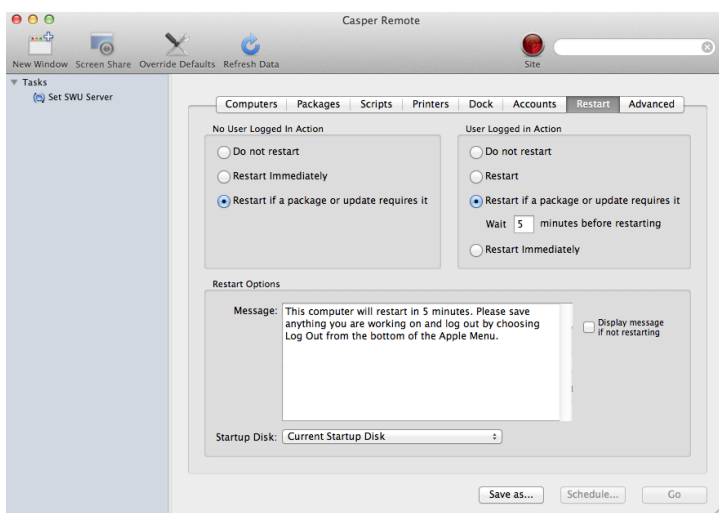 Casper Remote
New Window Screen Share Override Defaults Refresh Data Site
Tasks
Set SWU Server
Computers Packages Scripts Printers Dock Accounts Restart Advanced
No User Logged In Action
Do not restart
Restart Immediately
Restart if a package or update requires it
User Logged in Action
Do not restart
Restart
Restart if a package or update requires it
Wait 5 minutes before restarting
Restart Immediately
Restart Options
Message: This computer will restart in 5 minutes. Please save
anything you are working on and log out by choosing
Log Out from the bottom of the Apple Menu.
Display message
if not restarting
Startup Disk: Current Startup Disk
Save as... Schedule... Go